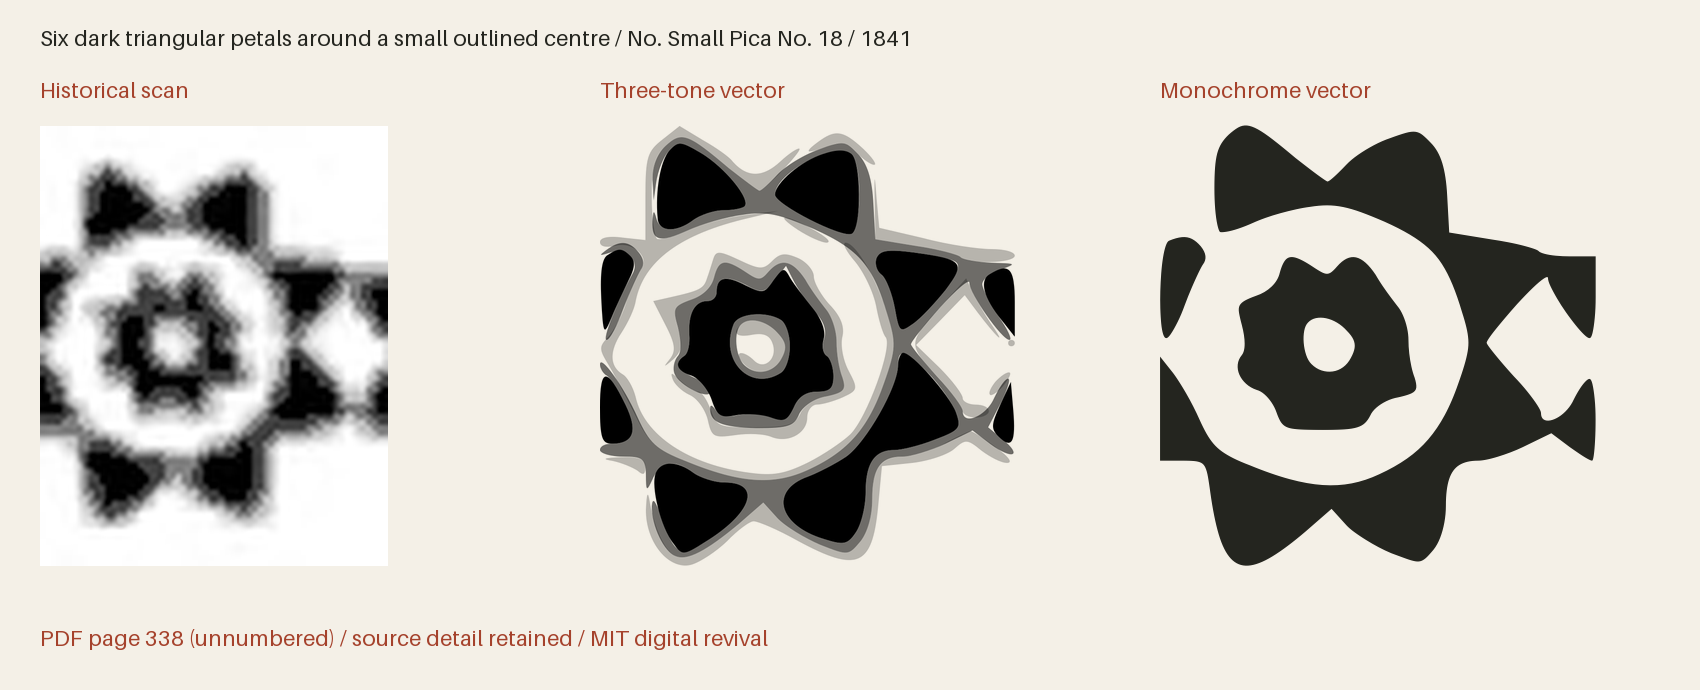 Six dark triangular petals around a small outlined centre / No. Small Pica No. 18 / 1841
Historical scan
Three-tone vector
Monochrome vector
PDF page 338 (unnumbered) / source detail retained / MIT digital revival